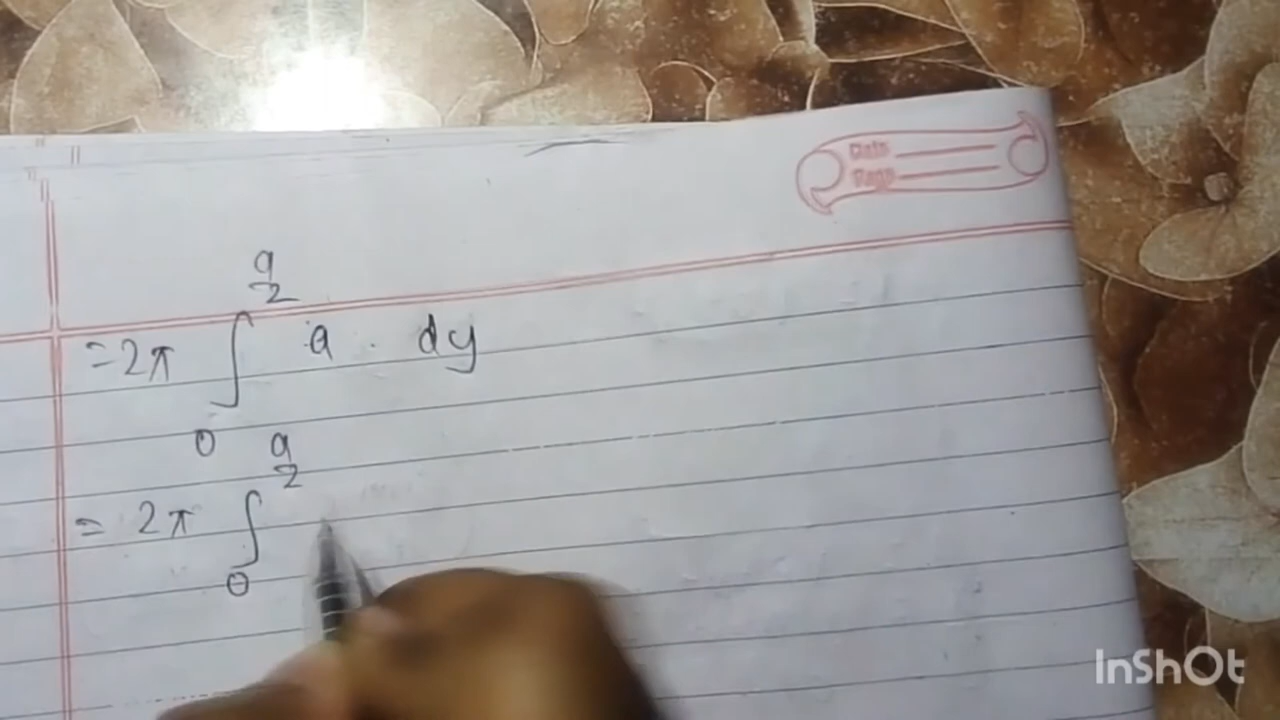 Date
Page
a/2
= 2π ∫ a . dy
0
a/2
= 2π ∫
0
InShOt